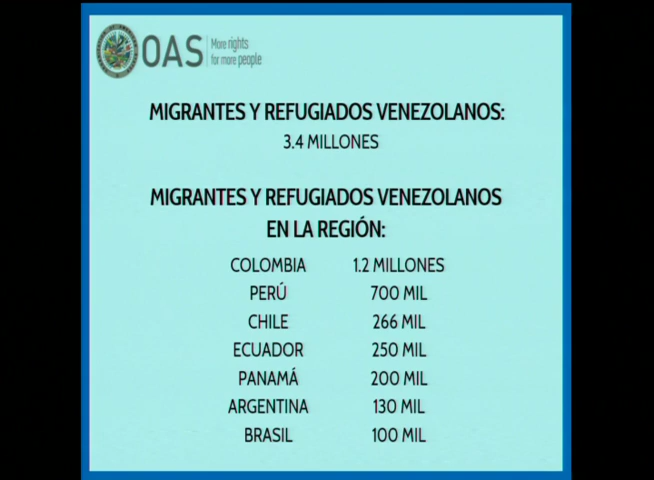 OAS
More rights
for more people
MIGRANTES Y REFUGIADOS VENEZOLANOS:
3.4 MILLONES
MIGRANTES Y REFUGIADOS VENEZOLANOS
EN LA REGIÓN:
COLOMBIA 1.2 MILLONES
PERÚ 700 MIL
CHILE 266 MIL
ECUADOR 250 MIL
PANAMÁ 200 MIL
ARGENTINA 130 MIL
BRASIL 100 MIL